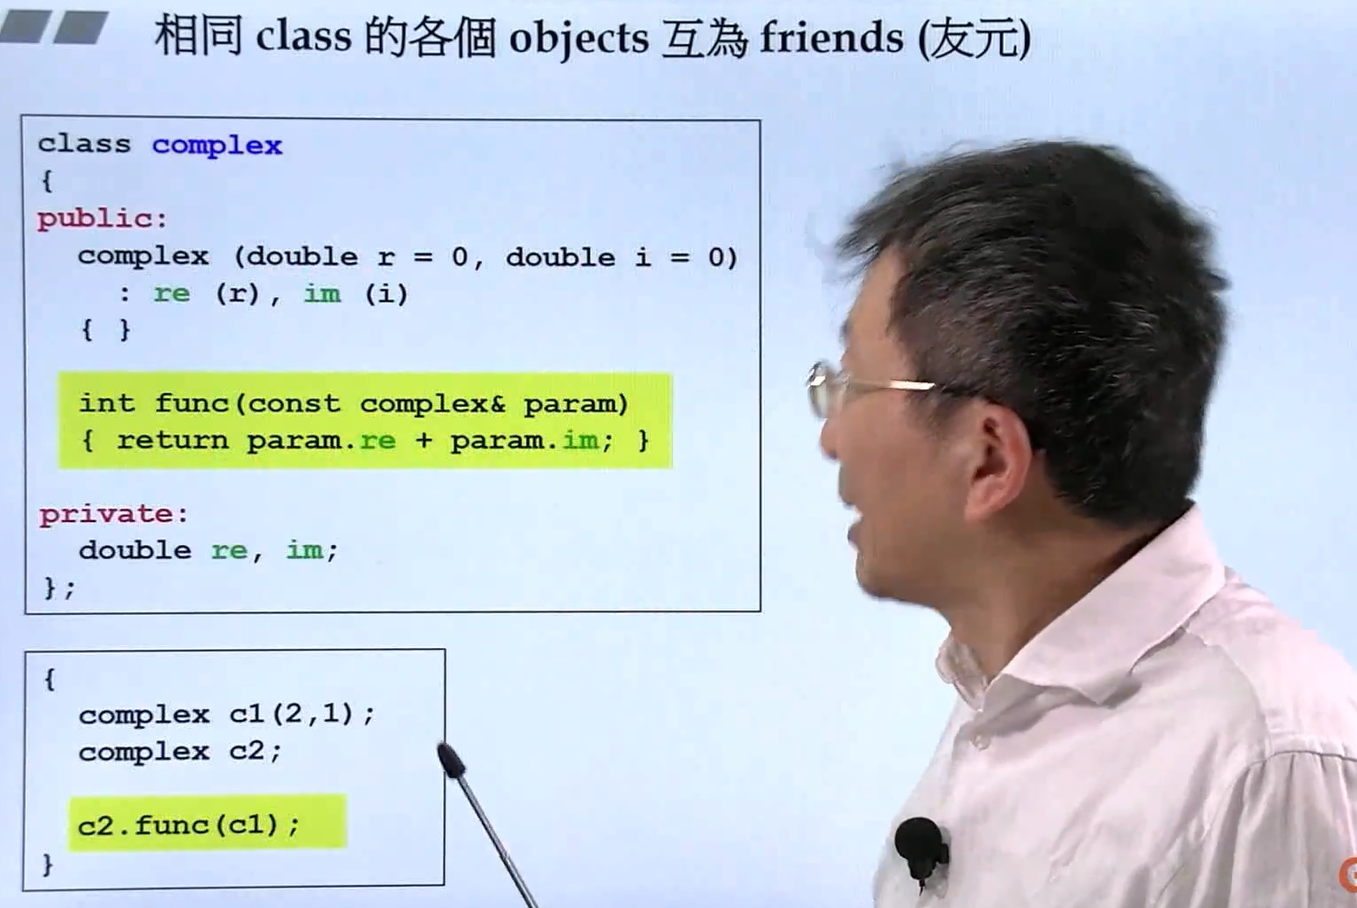 相同 class 的各個 objects 互為 friends (友元)
class complex
{
public:
complex (double r = 0, double i = 0)
: re (r), im (i)
{ }
int func(const complex& param)
{ return param.re + param.im; }
private:
double re, im;
};
{
complex c1(2,1);
complex c2;
c2.func(c1);
}